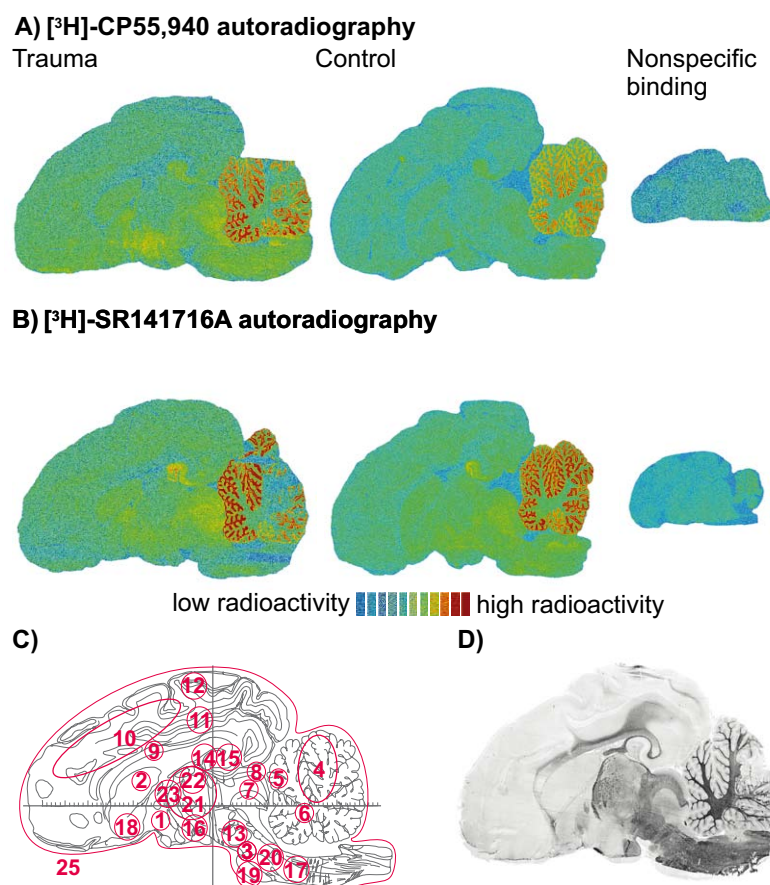 A) [³H]-CP55,940 autoradiography
Trauma Control Nonspecific
binding
B) [³H]-SR141716A autoradiography
low radioactivity high radioactivity
C) D)
12
11
10
9
14 15
4
8 5
2 22
7
23
21
6
1
18 16 13
3
20
25 19 17